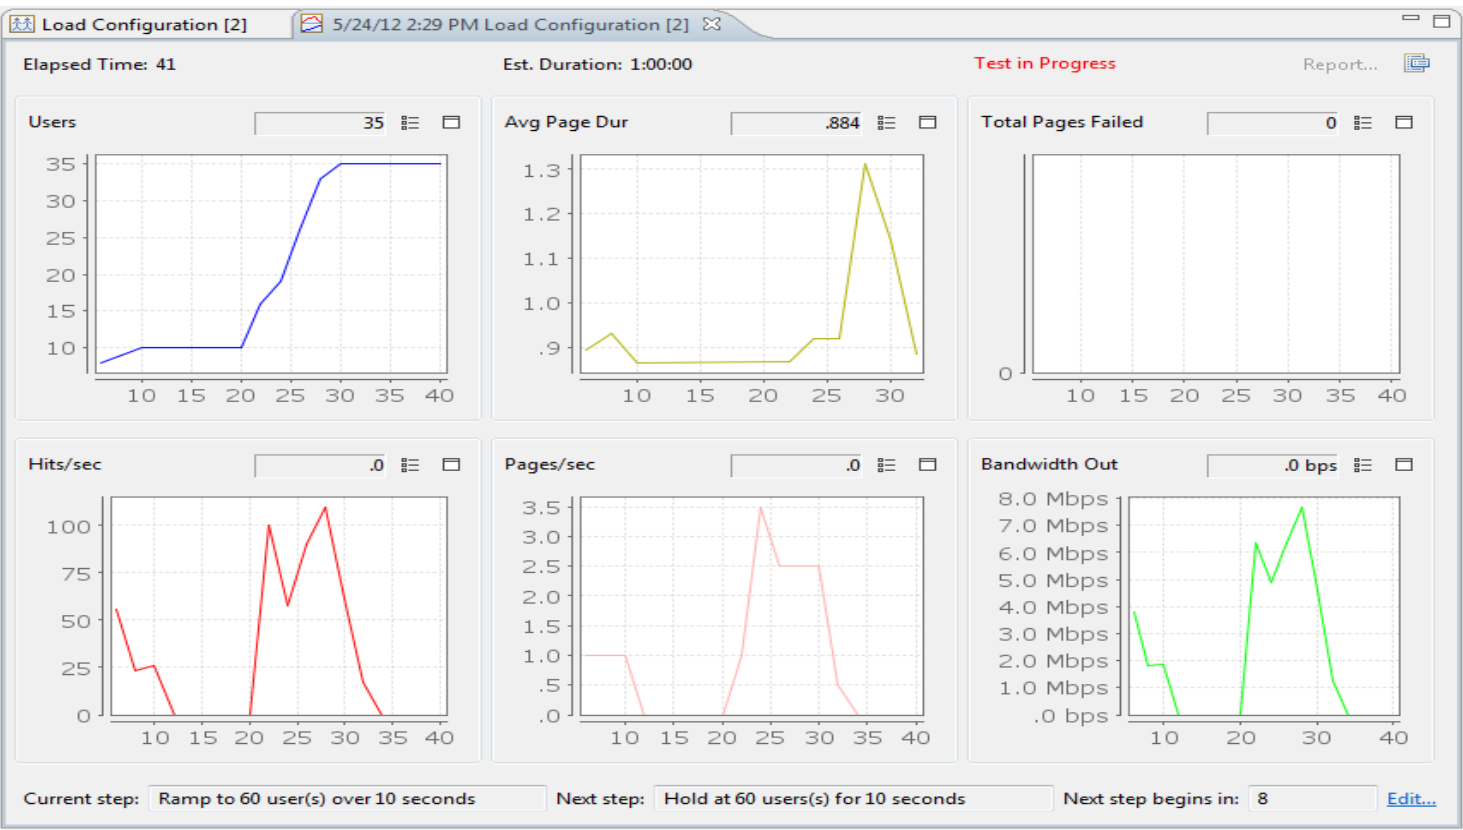 Load Configuration [2] 5/24/12 2:29 PM Load Configuration [2]
Elapsed Time: 41 Est. Duration: 1:00:00 Test in Progress Report...
Users 35
35
30
25
20
15
10
10 15 20 25 30 35 40
Avg Page Dur .884
1.3
1.2
1.1
1.0
.9
10 15 20 25 30
Total Pages Failed 0
0
10 15 20 25 30 35 40
Hits/sec .0
100
75
50
25
0
10 15 20 25 30 35 40
Pages/sec .0
3.5
3.0
2.5
2.0
1.5
1.0
.5
.0
10 15 20 25 30 35 40
Bandwidth Out .0 bps
8.0 Mbps
7.0 Mbps
6.0 Mbps
5.0 Mbps
4.0 Mbps
3.0 Mbps
2.0 Mbps
1.0 Mbps
.0 bps
10 20 30 40
Current step: Ramp to 60 user(s) over 10 seconds Next step: Hold at 60 users(s) for 10 seconds Next step begins in: 8 Edit...